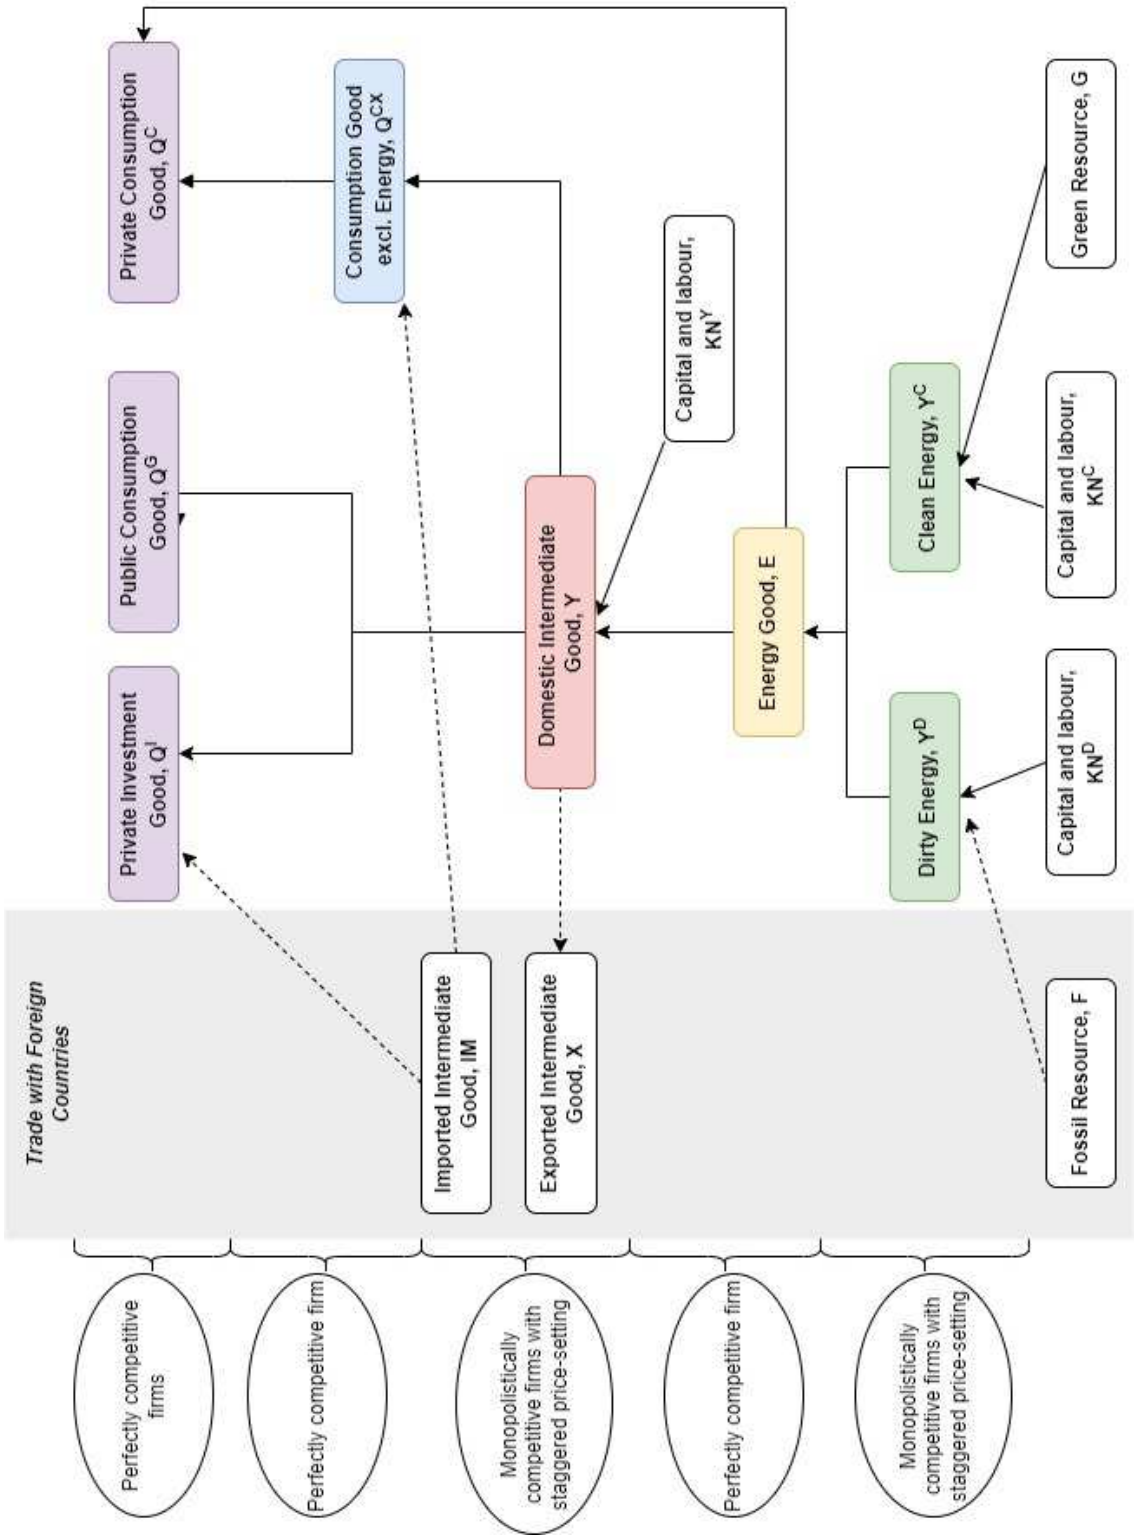 Trade with Foreign
Countries
Perfectly competitive
firms
Private Investment
Good, Q^I
Public Consumption
Good, Q^G
Private Consumption
Good, Q^C
Perfectly competitive firm
Consumption Good
excl. Energy, Q^CX
Monopolistically
competitive firms with
staggered price-setting
Imported Intermediate
Good, IM
Exported Intermediate
Good, X
Domestic Intermediate
Good, Y
Capital and labour,
KN^Y
Perfectly competitive firm
Energy Good, E
Monopolistically
competitive firms with
staggered price-setting
Dirty Energy, Y^D
Clean Energy, Y^C
Fossil Resource, F
Capital and labour,
KN^D
Capital and labour,
KN^C
Green Resource, G